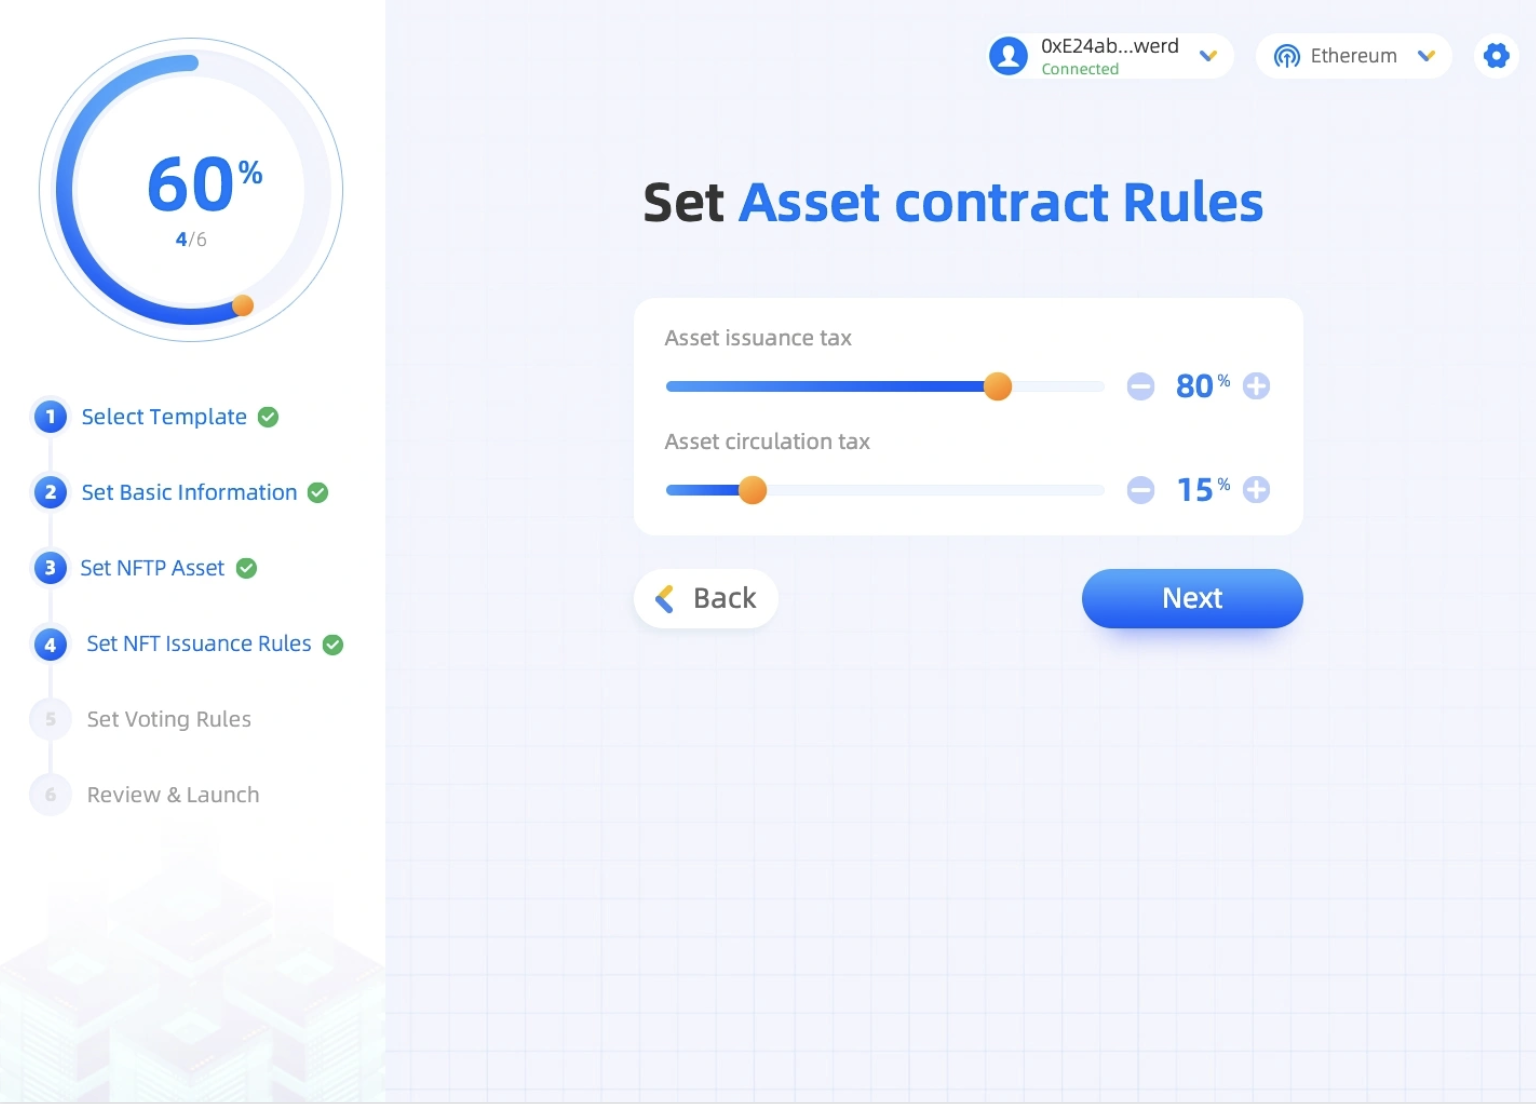 60%
4/6
1 Select Template
2 Set Basic Information
3 Set NFTP Asset
4 Set NFT Issuance Rules
5 Set Voting Rules
6 Review & Launch
0xE24ab...werd
Connected
Ethereum
Set Asset contract Rules
Asset issuance tax
80%
Asset circulation tax
15%
Back
Next